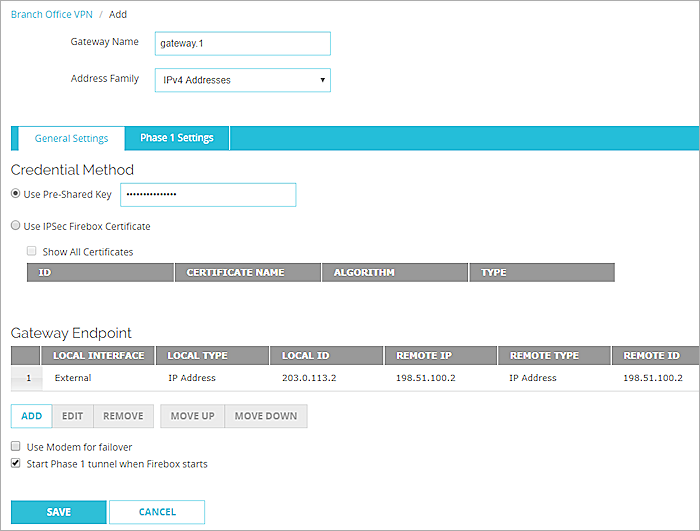 Branch Office VPN / Add
Gateway Name gateway.1
Address Family IPv4 Addresses
General Settings Phase 1 Settings
Credential Method
Use Pre-Shared Key •••••••••••••••
Use IPSec Firebox Certificate
Show All Certificates
ID CERTIFICATE NAME ALGORITHM TYPE
Gateway Endpoint
LOCAL INTERFACE LOCAL TYPE LOCAL ID REMOTE IP REMOTE TYPE REMOTE ID
1 External IP Address 203.0.113.2 198.51.100.2 IP Address 198.51.100.2
ADD EDIT REMOVE MOVE UP MOVE DOWN
Use Modem for failover
Start Phase 1 tunnel when Firebox starts
SAVE CANCEL